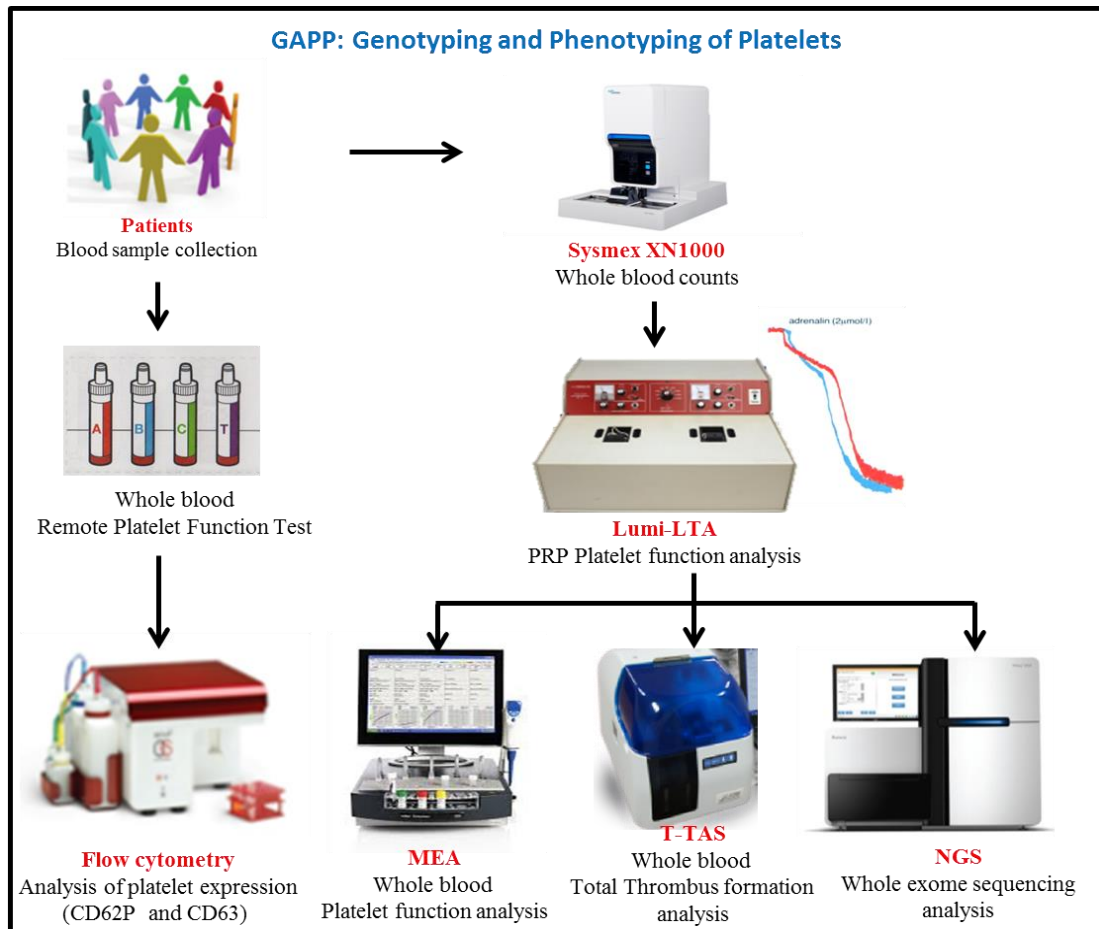 GAPP: Genotyping and Phenotyping of Platelets
Patients
Blood sample collection
Sysmex XN1000
Whole blood counts
adrenalin (2µmol/l)
A
B
C
T
Whole blood
Remote Platelet Function Test
Lumi-LTA
PRP Platelet function analysis
Flow cytometry
Analysis of platelet expression
(CD62P and CD63)
MEA
Whole blood
Platelet function analysis
T-TAS
Whole blood
Total Thrombus formation
analysis
NGS
Whole exome sequencing
analysis